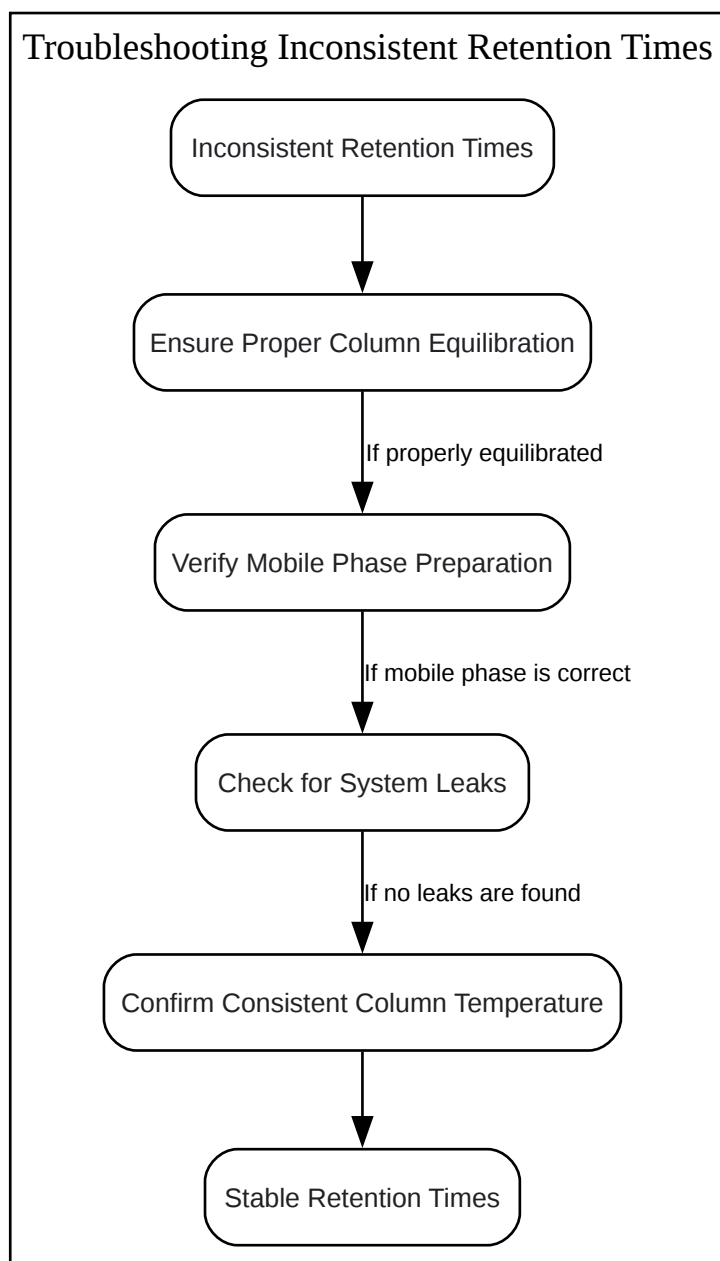 Troubleshooting Inconsistent Retention Times
Inconsistent Retention Times
Ensure Proper Column Equilibration
If properly equilibrated
Verify Mobile Phase Preparation
If mobile phase is correct
Check for System Leaks
If no leaks are found
Confirm Consistent Column Temperature
Stable Retention Times